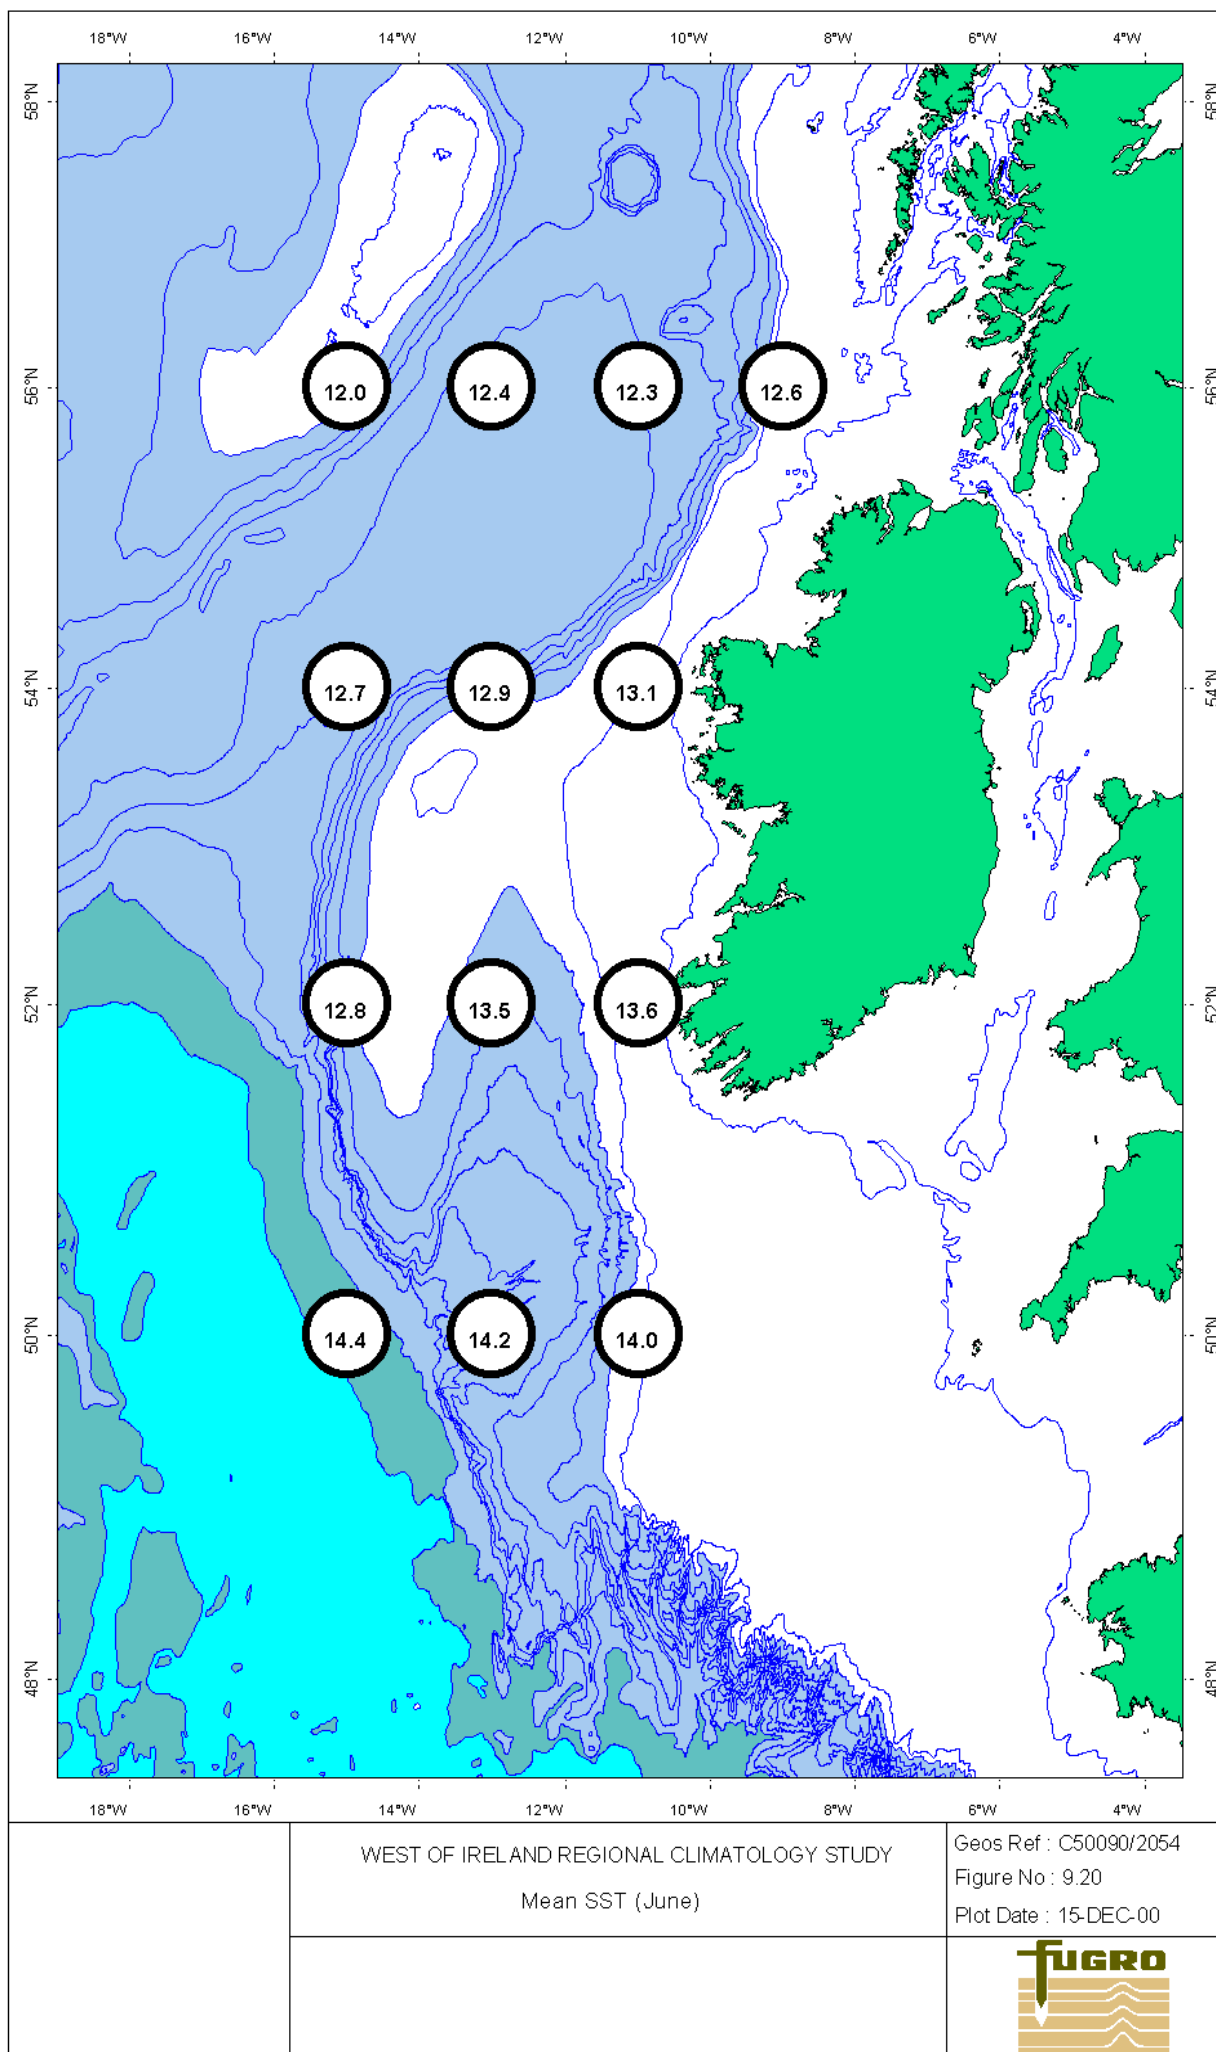 18°W 16°W 14°W 12°W 10°W 8°W 6°W 4°W
58°N 58°N
56°N 12.0 12.4 12.3 12.6 56°N
54°N 12.7 12.9 13.1 54°N
52°N 12.8 13.5 13.6 52°N
50°N 14.4 14.2 14.0 50°N
48°N 48°N
18°W 16°W 14°W 12°W 10°W 8°W 6°W 4°W
WEST OF IRELAND REGIONAL CLIMATOLOGY STUDY
Mean SST (June)
Geos Ref : C50090/2054
Figure No : 9.20
Plot Date : 15-DEC-00
FUGRO